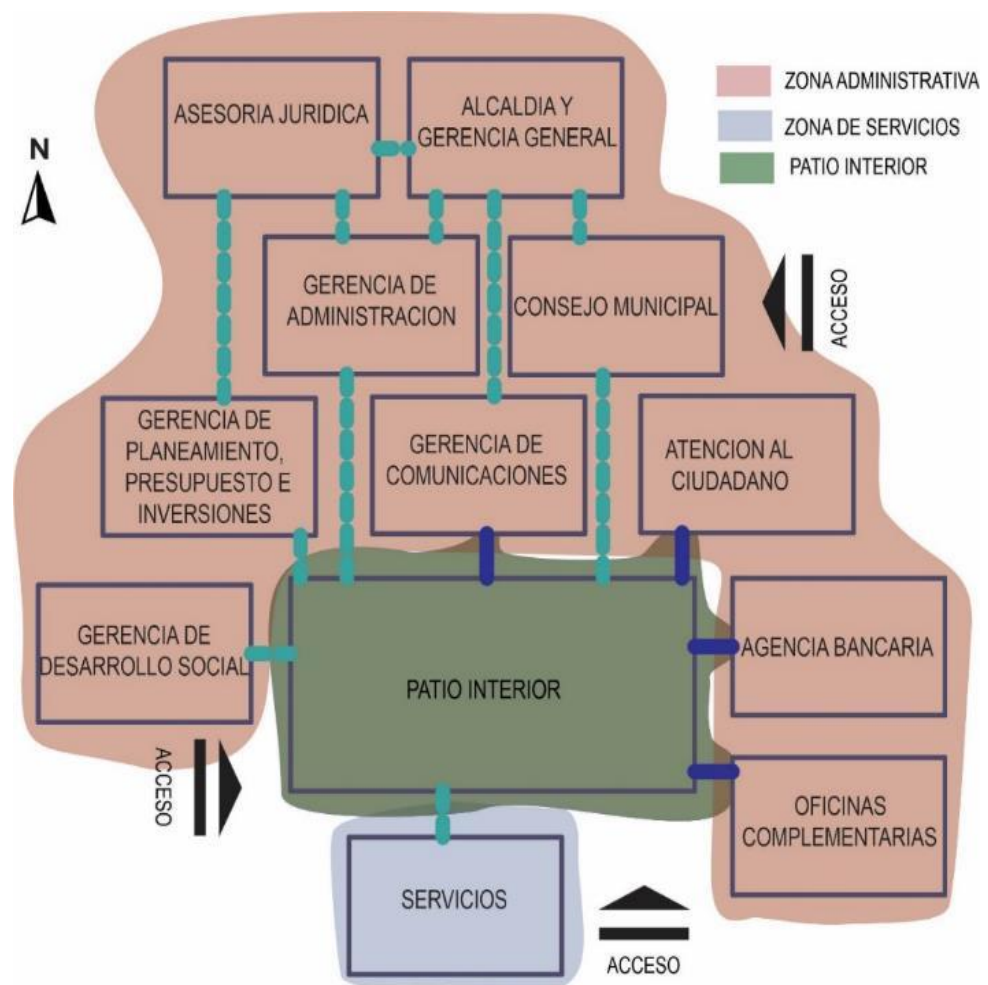 ASESORIA JURIDICA
ALCALDIA Y
GERENCIA GENERAL
ZONA ADMINISTRATIVA
ZONA DE SERVICIOS
PATIO INTERIOR
N
GERENCIA DE
ADMINISTRACION
CONSEJO MUNICIPAL
ACCESO
GERENCIA DE
PLANEAMIENTO,
PRESUPUESTO E
INVERSIONES
GERENCIA DE
COMUNICACIONES
ATENCION AL
CIUDADANO
GERENCIA DE
DESARROLLO SOCIAL
PATIO INTERIOR
AGENCIA BANCARIA
ACCESO
OFICINAS
COMPLEMENTARIAS
SERVICIOS
ACCESO